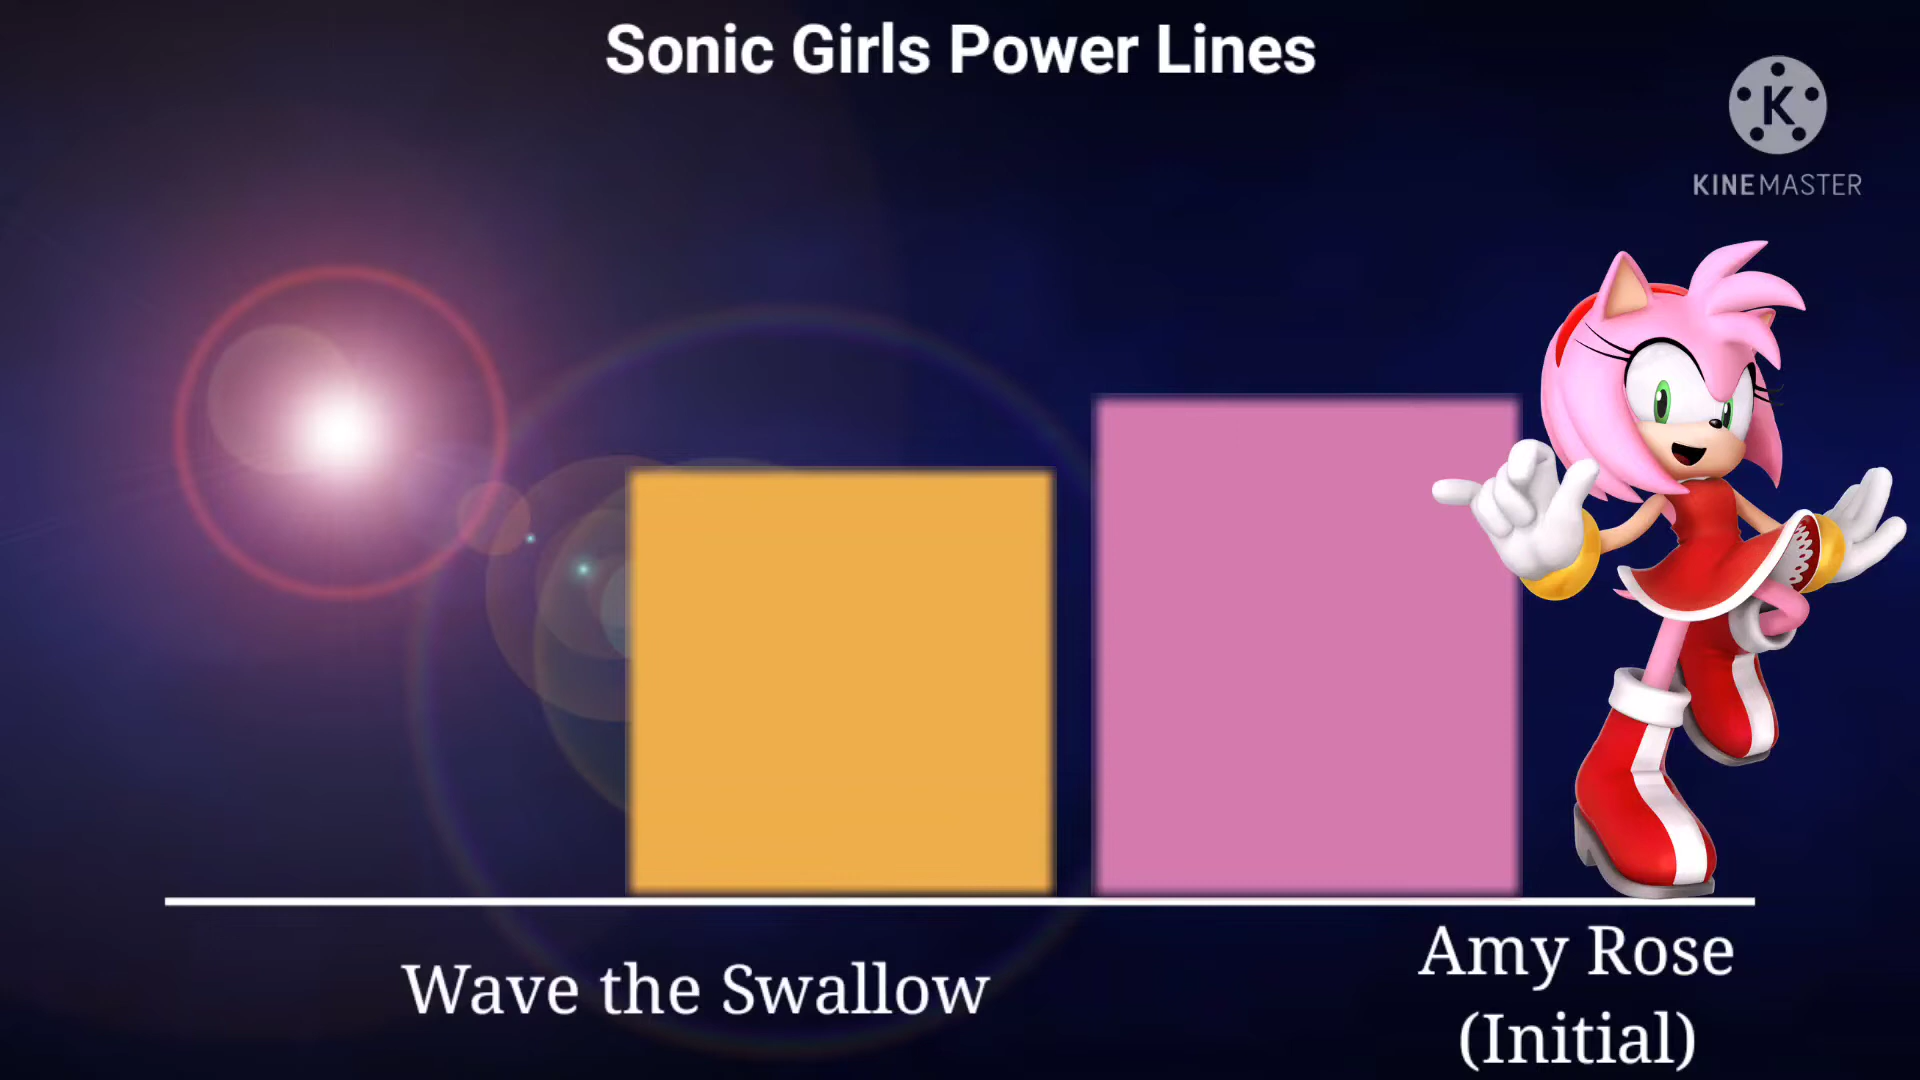 Sonic Girls Power Lines
K
KINEMASTER
Wave the Swallow
Amy Rose
(Initial)